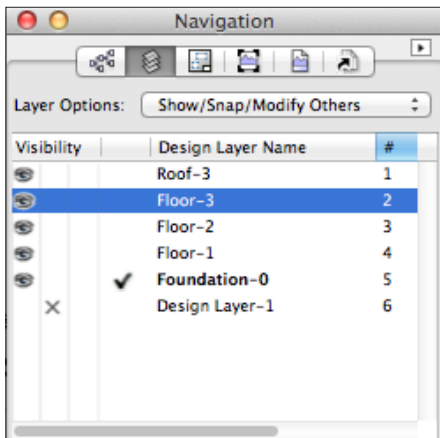 Navigation
Layer Options: Show/Snap/Modify Others
Visibility Design Layer Name #
Roof-3 1
Floor-3 2
Floor-2 3
Floor-1 4
Foundation-0 5
Design Layer-1 6